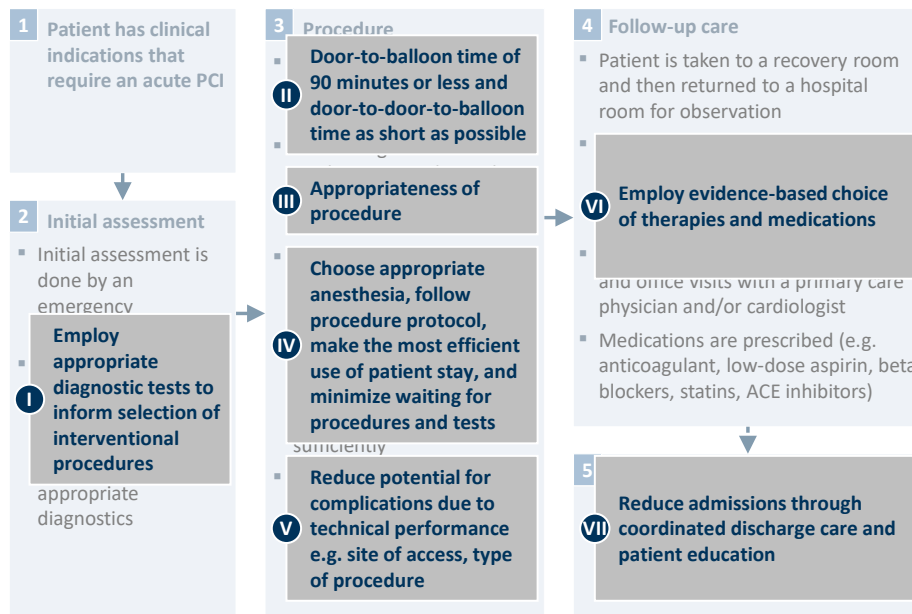 1 Patient has clinical
indications that
require an acute PCI
2 Initial assessment
▪ Initial assessment is
done by an
emergency
▪
I Employ
appropriate
diagnostic tests to
inform selection of
interventional
procedures
appropriate
diagnostics
3 Procedure
▪
II Door-to-balloon time of
90 minutes or less and
door-to-door-to-balloon
time as short as possible
▪
III Appropriateness of
procedure
▪
IV Choose appropriate
anesthesia, follow
procedure protocol,
make the most efficient
use of patient stay, and
minimize waiting for
procedures and tests
sufficiently
▪
V Reduce potential for
complications due to
technical performance
e.g. site of access, type
of procedure
4 Follow-up care
▪ Patient is taken to a recovery room
and then returned to a hospital
room for observation
▪
VI Employ evidence-based choice
of therapies and medications
▪
and office visits with a primary care
physician and/or cardiologist
▪ Medications are prescribed (e.g.
anticoagulant, low-dose aspirin, beta
blockers, statins, ACE inhibitors)
5
VII Reduce admissions through
coordinated discharge care and
patient education